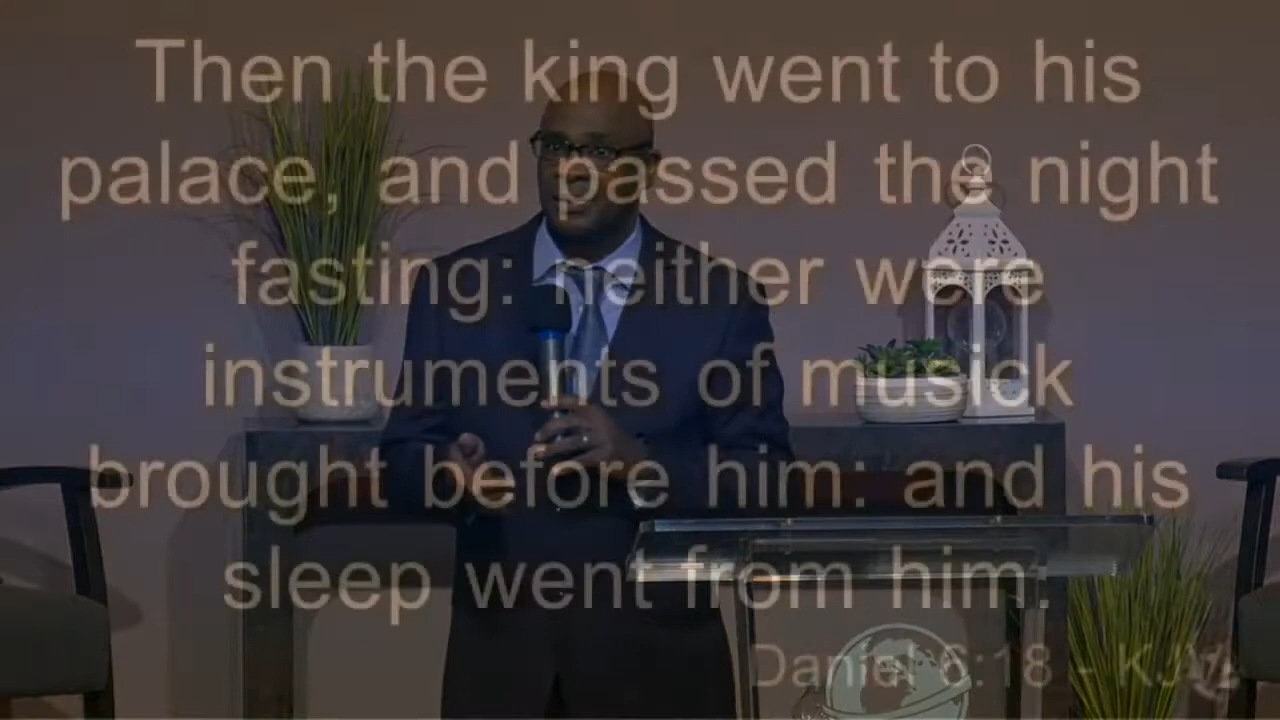 Then the king went to his
palace, and passed the night
fasting: neither were
instruments of musick
brought before him: and his
sleep went from him.
Daniel 6:18 - KJV